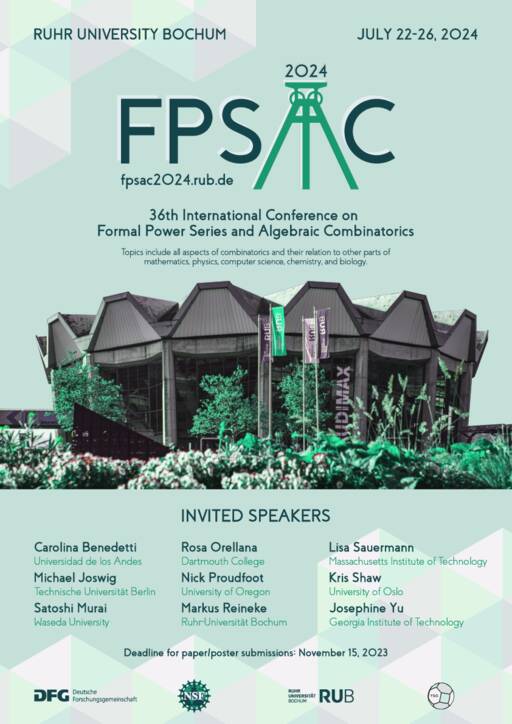 RUHR UNIVERSITY BOCHUM
JULY 22-26, 2024
2024
FPSAC
fpsac2024.rub.de
36th International Conference on
Formal Power Series and Algebraic Combinatorics
Topics include all aspects of combinatorics and their relation to other parts of
mathematics, physics, computer science, chemistry, and biology.
RUB
RUB
RUB
AUDIMAX
INVITED SPEAKERS
Carolina Benedetti
Universidad de los Andes
Rosa Orellana
Dartmouth College
Lisa Sauermann
Massachusetts Institute of Technology
Michael Joswig
Technische Universität Berlin
Nick Proudfoot
University of Oregon
Kris Shaw
University of Oslo
Satoshi Murai
Waseda University
Markus Reineke
Ruhr-Universität Bochum
Josephine Yu
Georgia Institute of Technology
Deadline for paper/poster submissions: November 15, 2023
DFG Deutsche
Forschungsgemeinschaft
NSF
RUHR
UNIVERSITÄT
BOCHUM
RUB